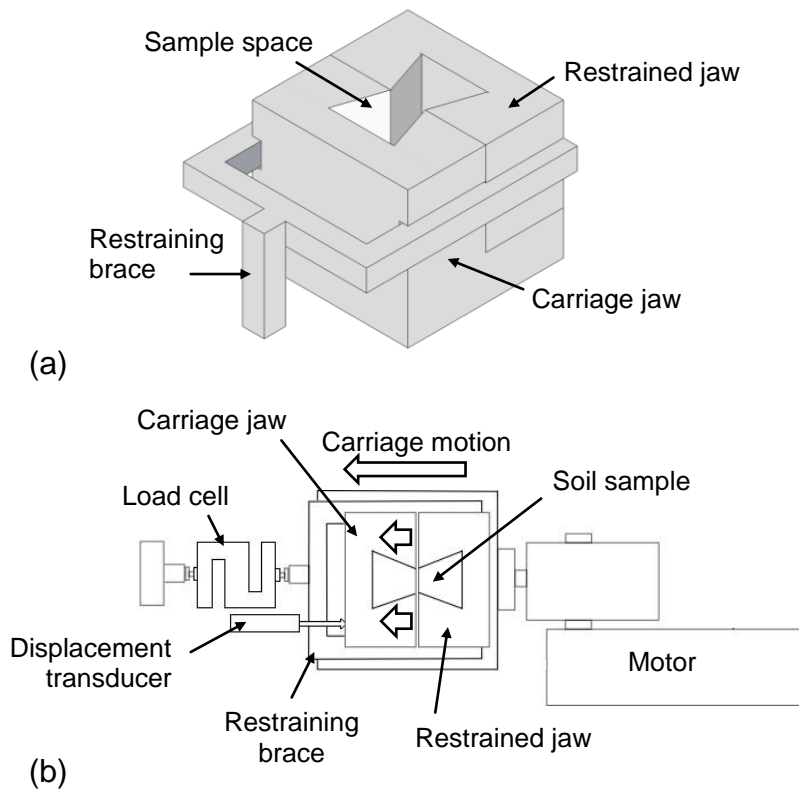 Sample space
Restrained jaw
Restraining
brace
Carriage jaw
(a)
Carriage jaw
Carriage motion
Load cell
Soil sample
Displacement
transducer
Motor
Restraining
brace
Restrained jaw
(b)